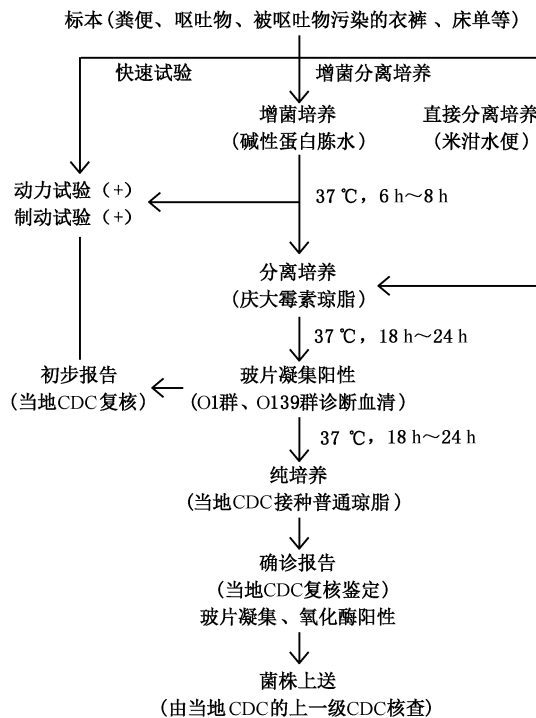 标本(粪便、呕吐物、被呕吐物污染的衣裤、床单等)
快速试验
增菌分离培养
增菌培养
(碱性蛋白胨水)
直接分离培养
(米泔水便)
37 ℃，6 h～8 h
动力试验（+）
制动试验（+）
分离培养
(庆大霉素琼脂)
37 ℃，18 h～24 h
初步报告
(当地CDC复核)
玻片凝集阳性
(O1群、O139群诊断血清)
37 ℃，18 h～24 h
纯培养
(当地CDC接种普通琼脂)
确诊报告
(当地CDC复核鉴定)
玻片凝集、氧化酶阳性
菌株上送
(由当地CDC的上一级CDC核查)